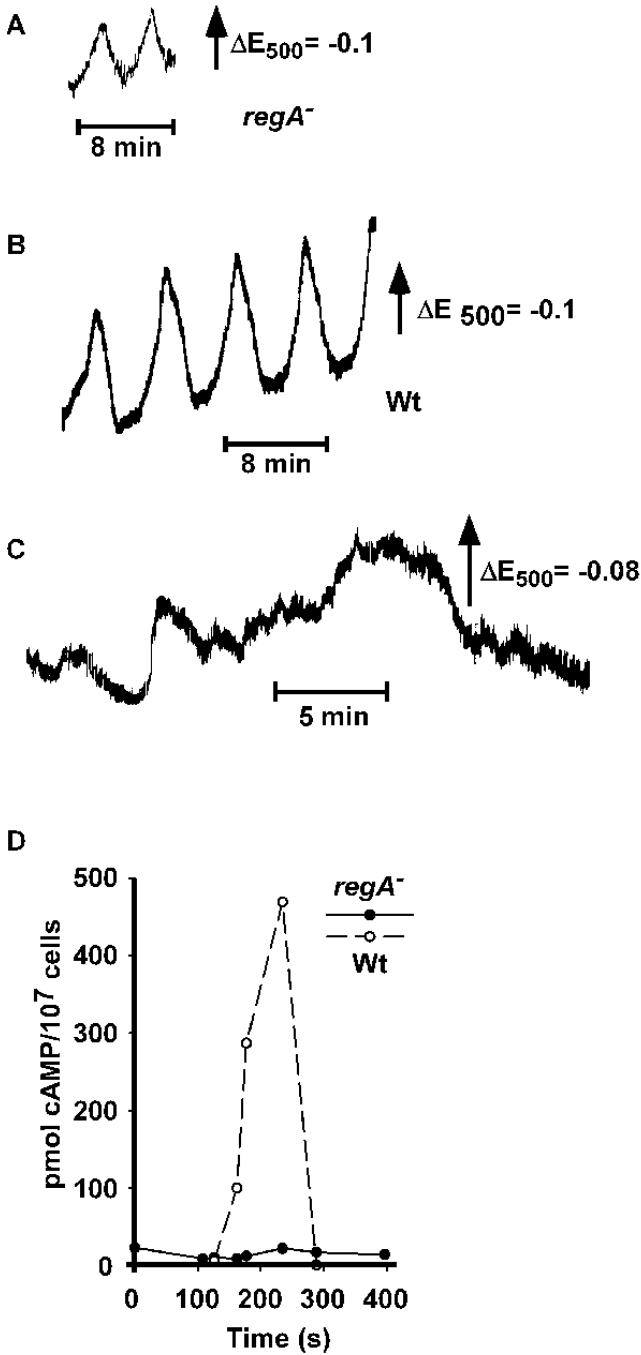 A
ΔE500= -0.1
regA-
8 min
B
ΔE 500= -0.1
Wt
8 min
C
ΔE500= -0.08
5 min
D
500
400
300
200
100
0
pmol cAMP/10^7 cells
regA-
Wt
0 100 200 300 400
Time (s)